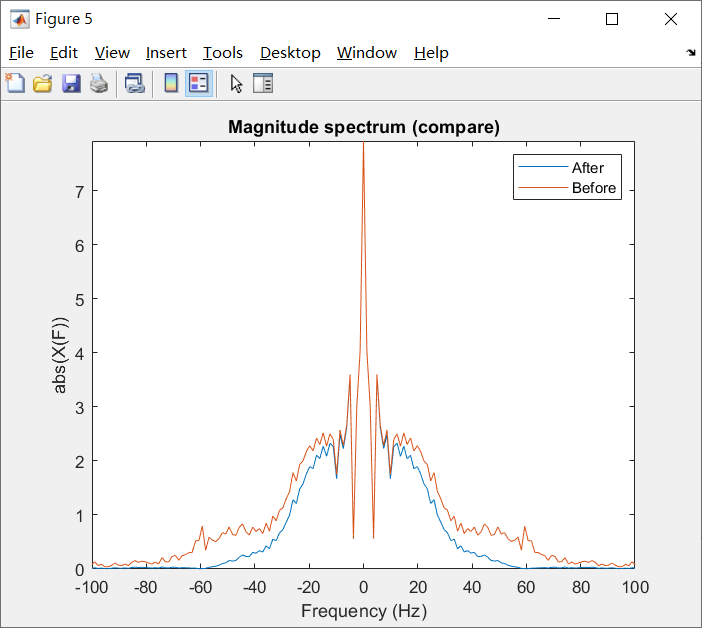 Figure 5
File Edit View Insert Tools Desktop Window Help
Magnitude spectrum (compare)
After
Before
7
6
5
4
3
2
1
0
abs(X(F))
-100 -80 -60 -40 -20 0 20 40 60 80 100
Frequency (Hz)